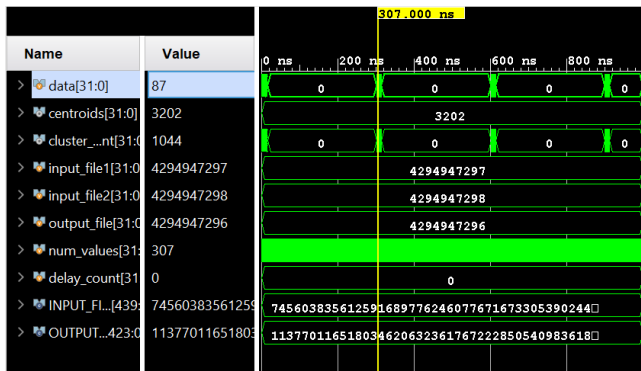 307.000 ns
Name Value
0 ns 200 ns 400 ns 600 ns 800 ns
data[31:0] 87 0 0 0 0
centroids[31:0] 3202 3202
cluster_...nt[31:0 1044 0 0 0 0
input_file1[31:0 4294947297 4294947297
input_file2[31:0 4294947298 4294947298
output_file[31:0 4294947296 4294947296
num_values[31: 307
delay_count[31 0 0
INPUT_FI...[439: 74560383561259 745603835612591689776246077671673305390244
OUTPUT...423:0 11377011651803 113770116518034620632361767222850540983618